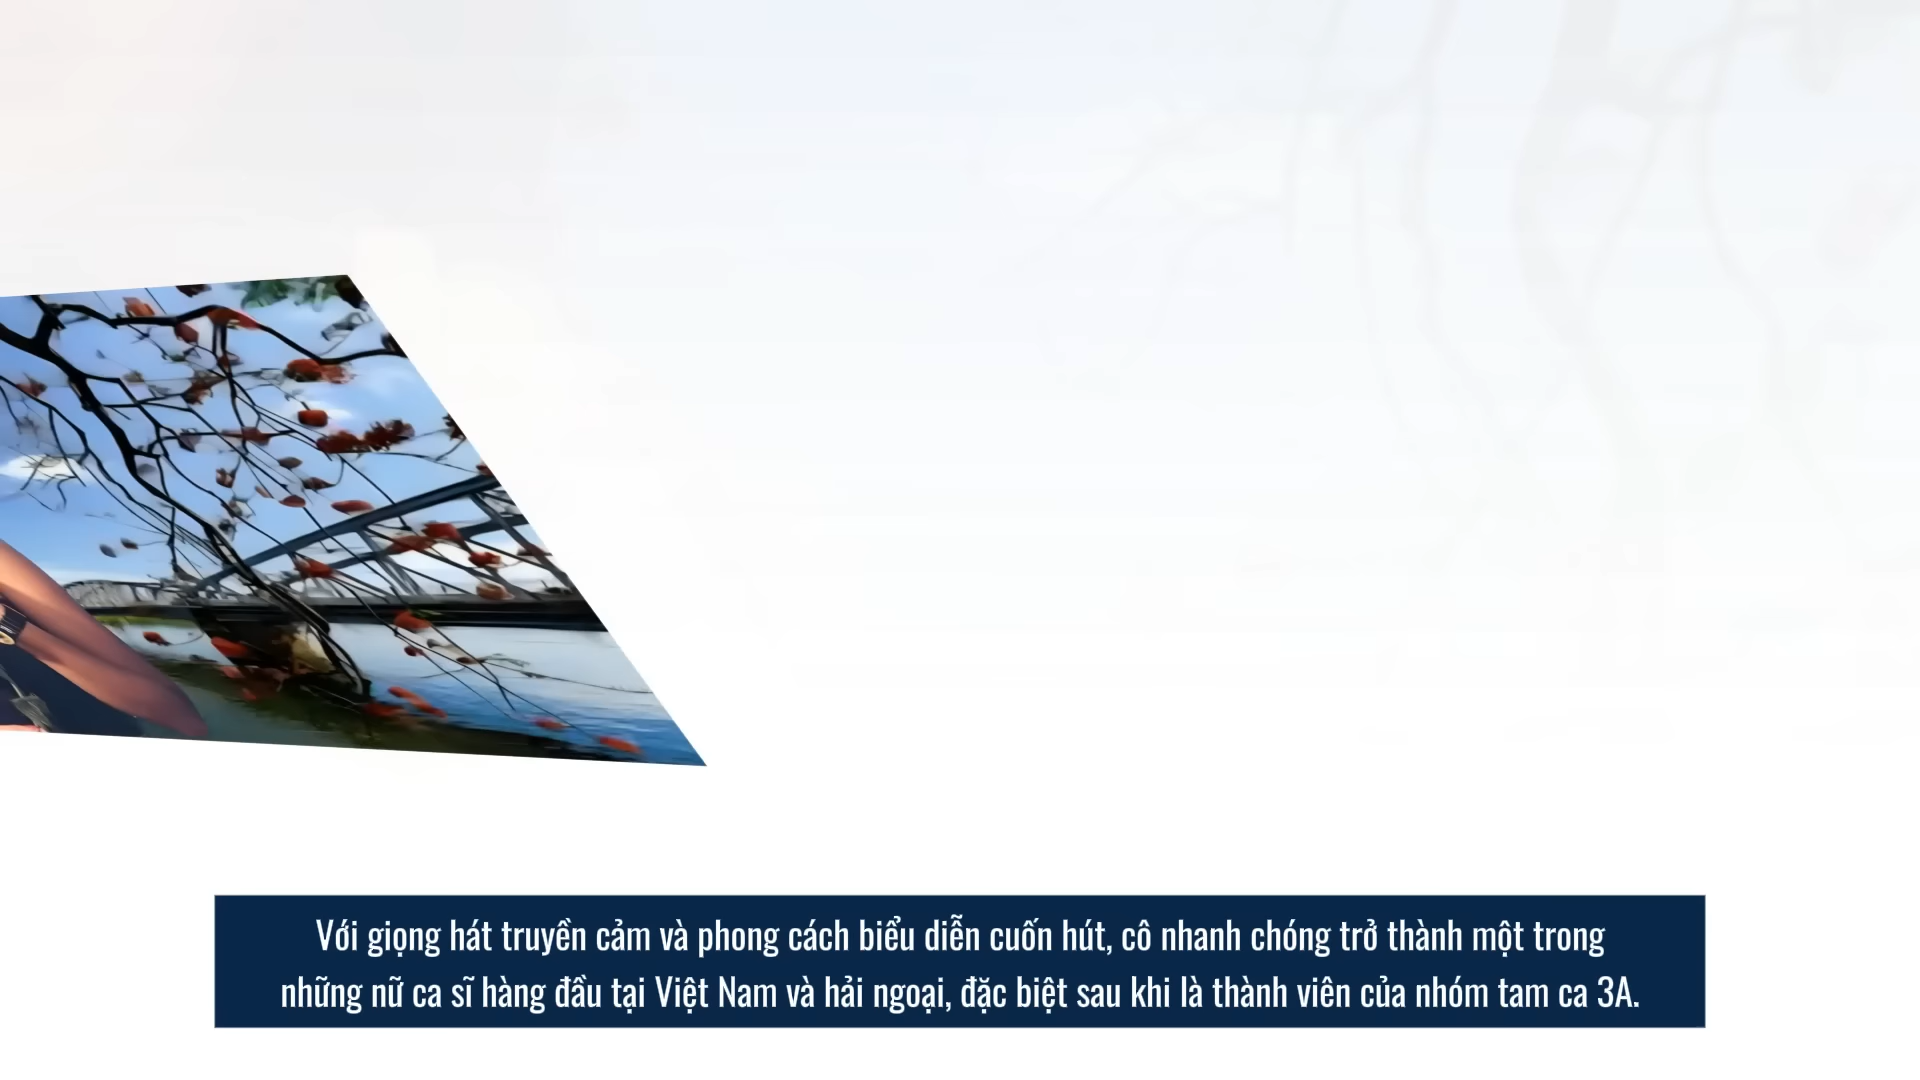 Với giọng hát truyền cảm và phong cách biểu diễn cuốn hút, cô nhanh chóng trở thành một trong
những nữ ca sĩ hàng đầu tại Việt Nam và hải ngoại, đặc biệt sau khi là thành viên của nhóm tam ca 3A.